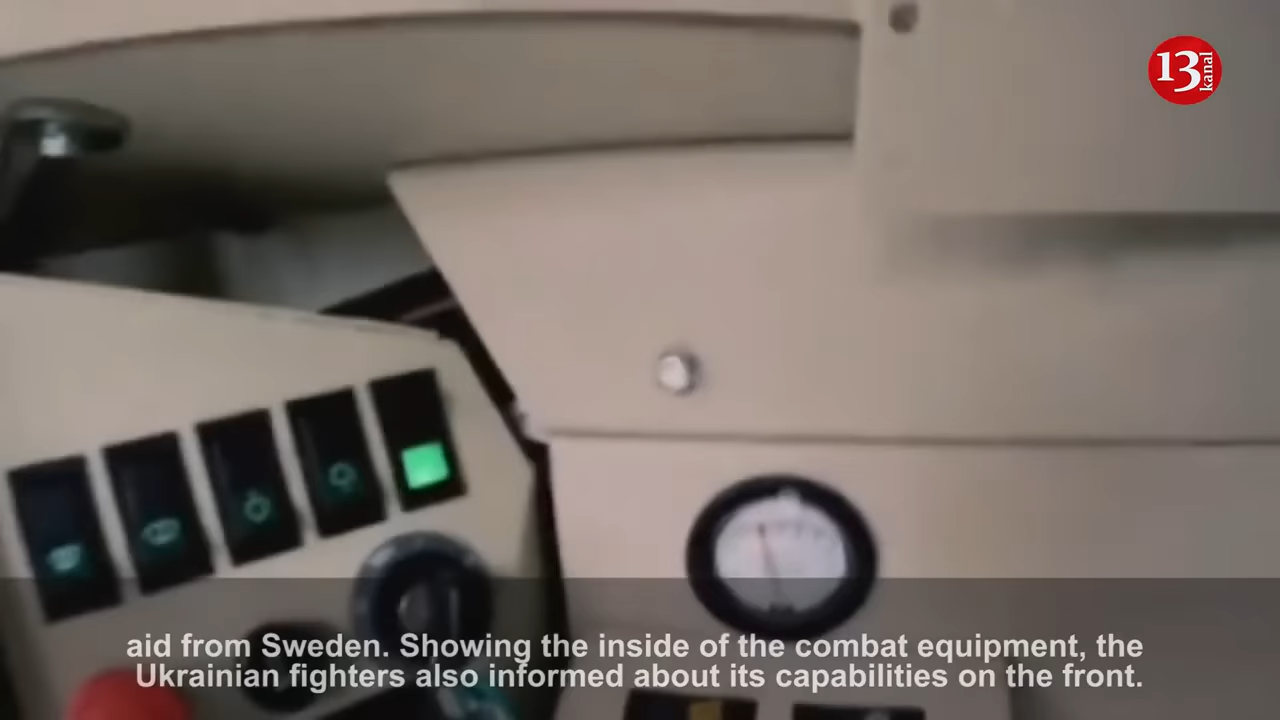 13
kanal
aid from Sweden. Showing the inside of the combat equipment, the
Ukrainian fighters also informed about its capabilities on the front.